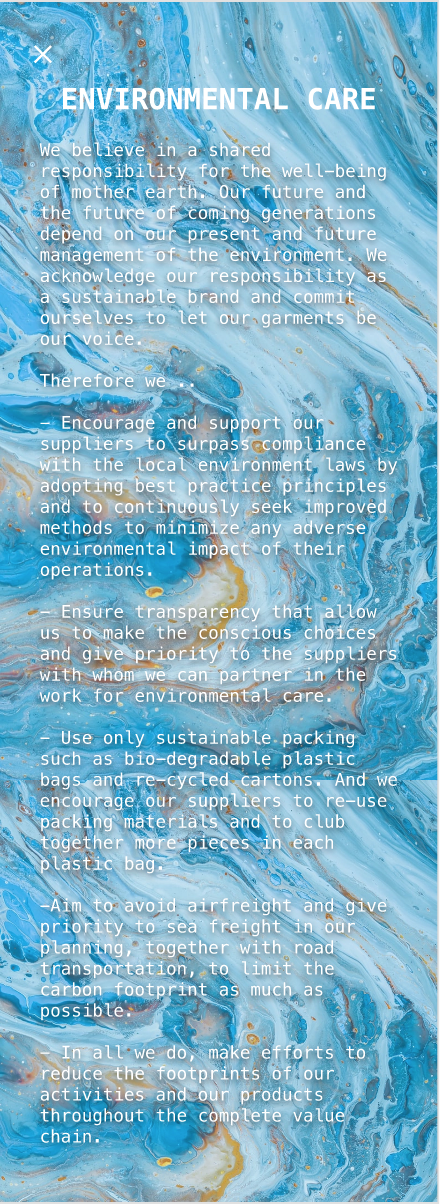 ENVIRONMENTAL CARE
We believe in a shared
responsibility for the well-being
of mother earth. Our future and
the future of coming generations
depend on our present and future
management of the environment. We
acknowledge our responsibility as
a sustainable brand and commit
ourselves to let our garments be
our voice.
Therefore we ..
– Encourage and support our
suppliers to surpass compliance
with the local environment laws by
adopting best practice principles
and to continuously seek improved
methods to minimize any adverse
environmental impact of their
operations.
– Ensure transparency that allow
us to make the conscious choices
and give priority to the suppliers
with whom we can partner in the
work for environmental care.
– Use only sustainable packing
such as bio-degradable plastic
bags and re-cycled cartons. And we
encourage our suppliers to re-use
packing materials and to club
together more pieces in each
plastic bag.
-Aim to avoid airfreight and give
priority to sea freight in our
planning, together with road
transportation, to limit the
carbon footprint as much as
possible.
– In all we do, make efforts to
reduce the footprints of our
activities and our products
throughout the complete value
chain.